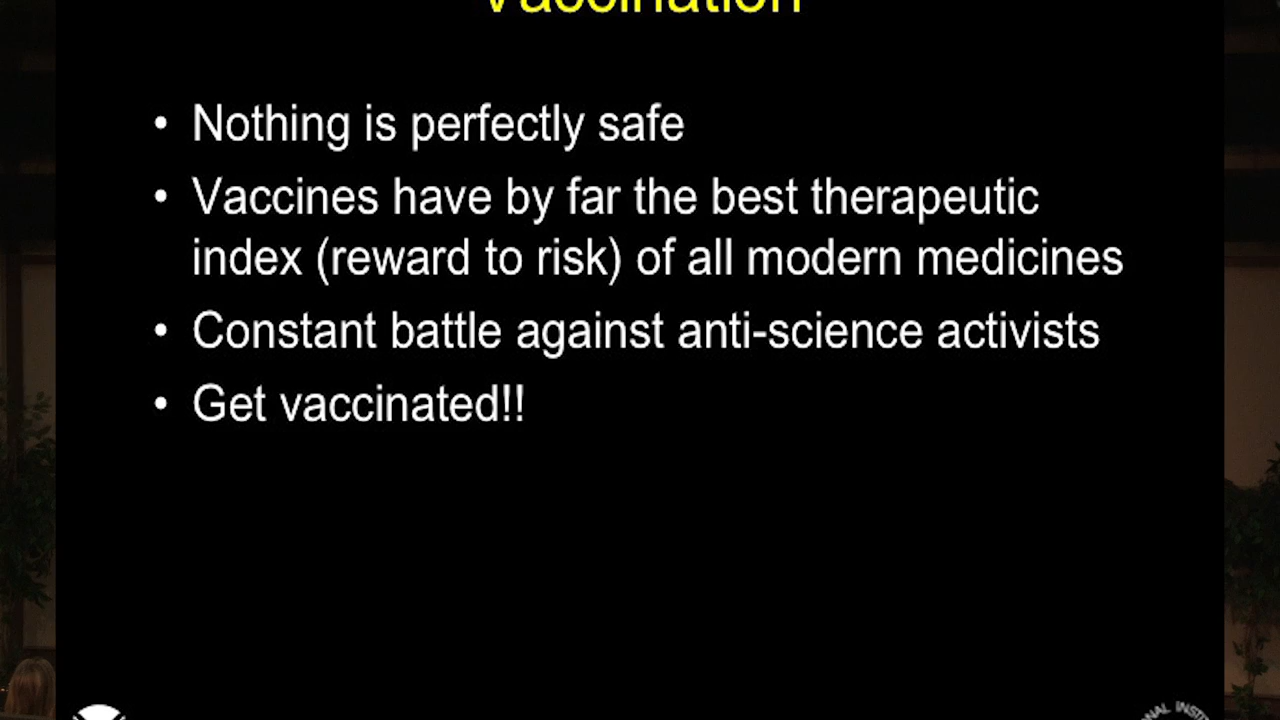 Vaccination
• Nothing is perfectly safe
• Vaccines have by far the best therapeutic
index (reward to risk) of all modern medicines
• Constant battle against anti-science activists
• Get vaccinated!!